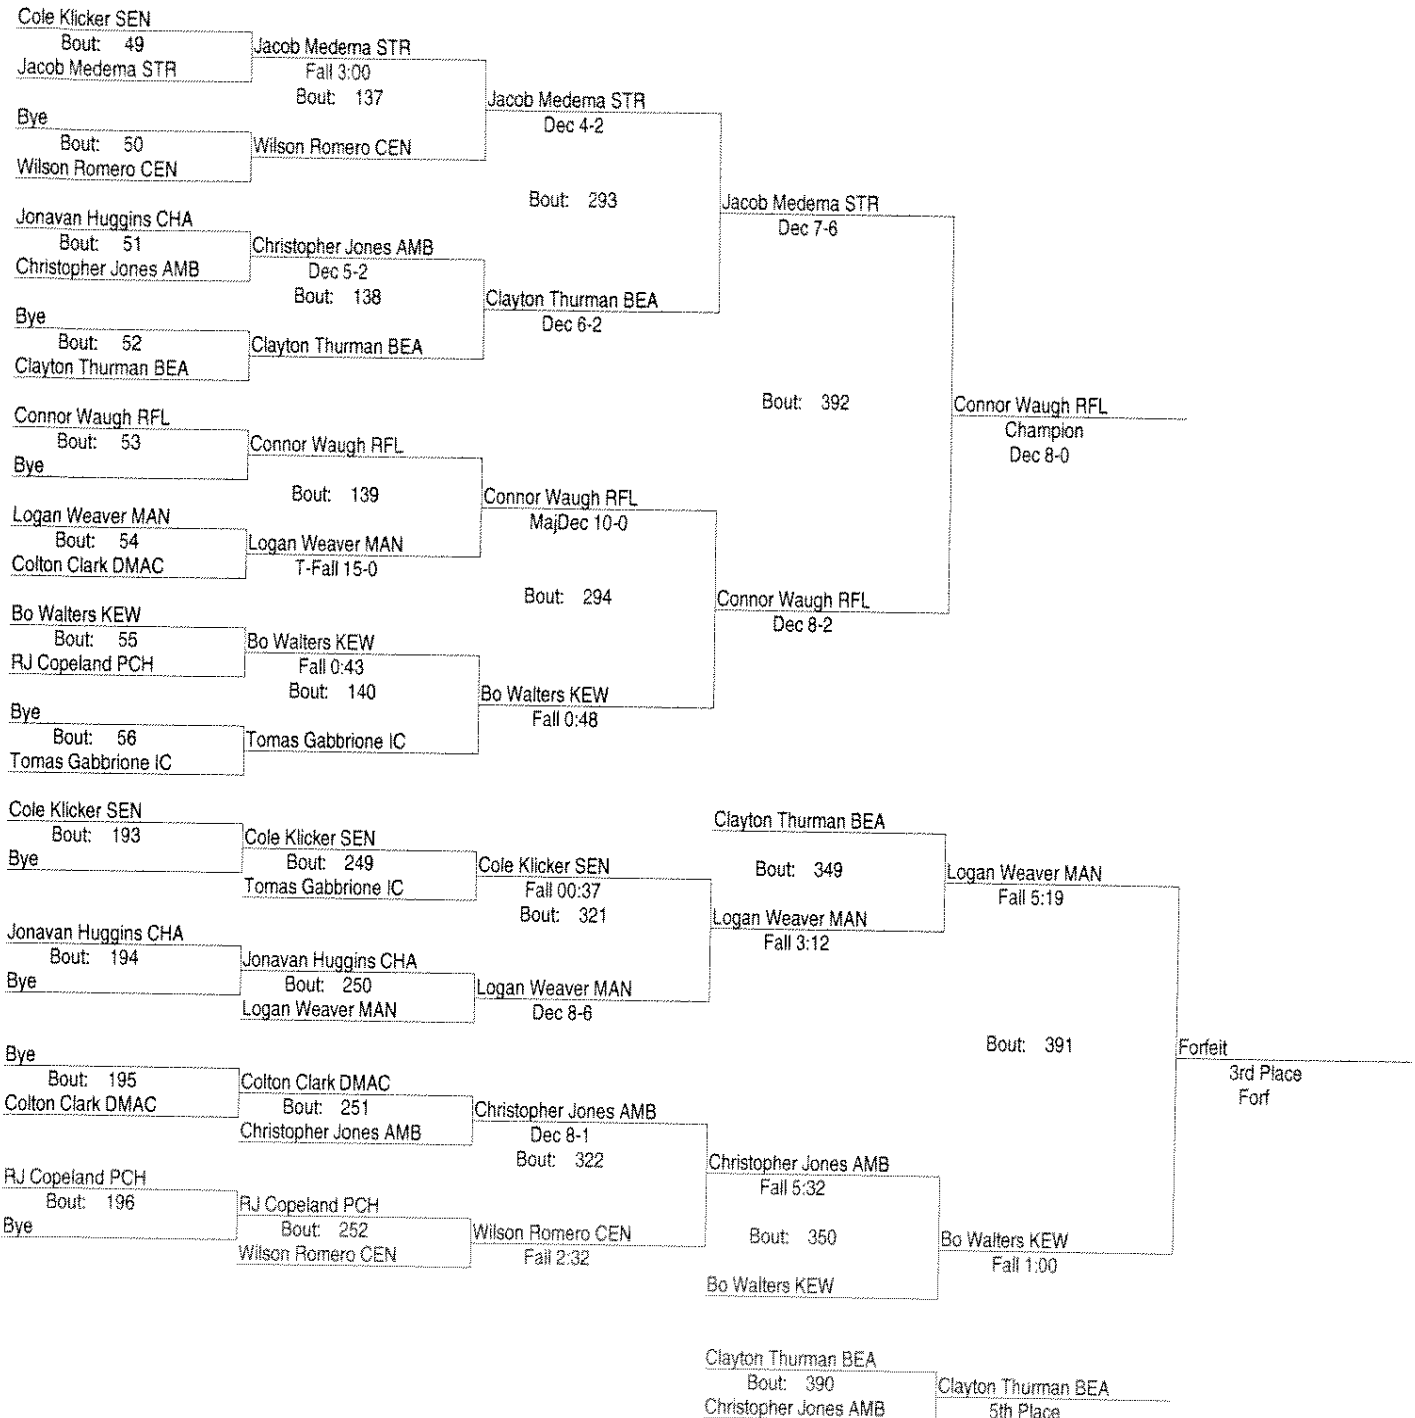 Cole Klicker SEN
Bout: 49
Jacob Medema STR
Jacob Medema STR
Fall 3:00
Bout: 137
Bye
Bout: 50
Wilson Romero CEN
Wilson Romero CEN
Jacob Medema STR
Dec 4-2
Bout: 293
Jonavan Huggins CHA
Bout: 51
Christopher Jones AMB
Christopher Jones AMB
Dec 5-2
Bout: 138
Bye
Bout: 52
Clayton Thurman BEA
Clayton Thurman BEA
Clayton Thurman BEA
Dec 6-2
Jacob Medema STR
Dec 7-6
Bout: 392
Connor Waugh RFL
Bout: 53
Bye
Connor Waugh RFL
Bout: 139
Logan Weaver MAN
Bout: 54
Colton Clark DMAC
Logan Weaver MAN
T-Fall 15-0
Connor Waugh RFL
MajDec 10-0
Bout: 294
Bo Walters KEW
Bout: 55
RJ Copeland PCH
Bo Walters KEW
Fall 0:43
Bout: 140
Bye
Bout: 56
Tomas Gabbrione IC
Tomas Gabbrione IC
Bo Walters KEW
Fall 0:48
Connor Waugh RFL
Dec 8-2
Connor Waugh RFL
Champion
Dec 8-0
Cole Klicker SEN
Bout: 193
Bye
Cole Klicker SEN
Bout: 249
Tomas Gabbrione IC
Cole Klicker SEN
Fall 00:37
Bout: 321
Jonavan Huggins CHA
Bout: 194
Bye
Jonavan Huggins CHA
Bout: 250
Logan Weaver MAN
Logan Weaver MAN
Dec 8-6
Clayton Thurman BEA
Bout: 349
Logan Weaver MAN
Fall 3:12
Logan Weaver MAN
Fall 5:19
Bout: 391
Bye
Bout: 195
Colton Clark DMAC
Colton Clark DMAC
Bout: 251
Christopher Jones AMB
Christopher Jones AMB
Dec 8-1
Bout: 322
RJ Copeland PCH
Bout: 196
Bye
RJ Copeland PCH
Bout: 252
Wilson Romero CEN
Wilson Romero CEN
Fall 2:32
Christopher Jones AMB
Fall 5:32
Bout: 350
Bo Walters KEW
Bo Walters KEW
Fall 1:00
Forfeit
3rd Place
Forf
Clayton Thurman BEA
Bout: 390
Christopher Jones AMB
Clayton Thurman BEA
5th Place